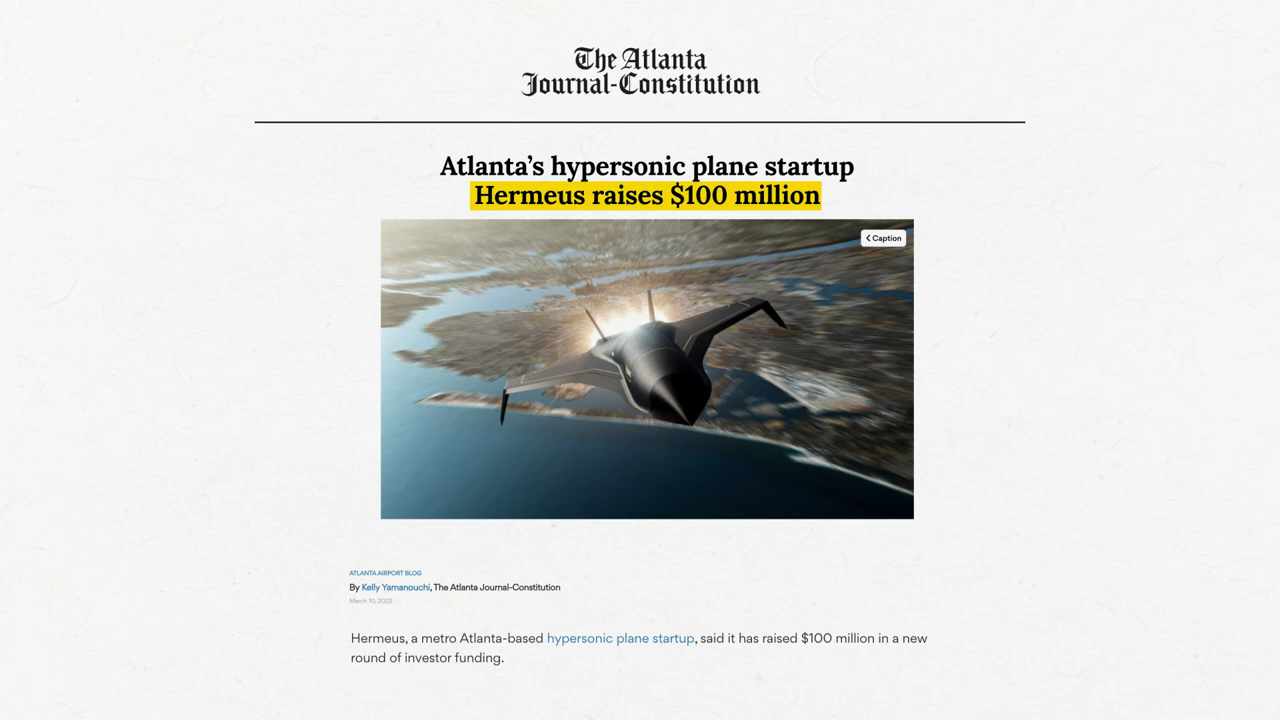 The Atlanta
Journal-Constitution
Atlanta’s hypersonic plane startup
Hermeus raises $100 million
Caption
ATLANTA AIRPORT BLOG
By Kelly Yamanouchi, The Atlanta Journal-Constitution
March 10, 2022
Hermeus, a metro Atlanta-based hypersonic plane startup, said it has raised $100 million in a new
round of investor funding.